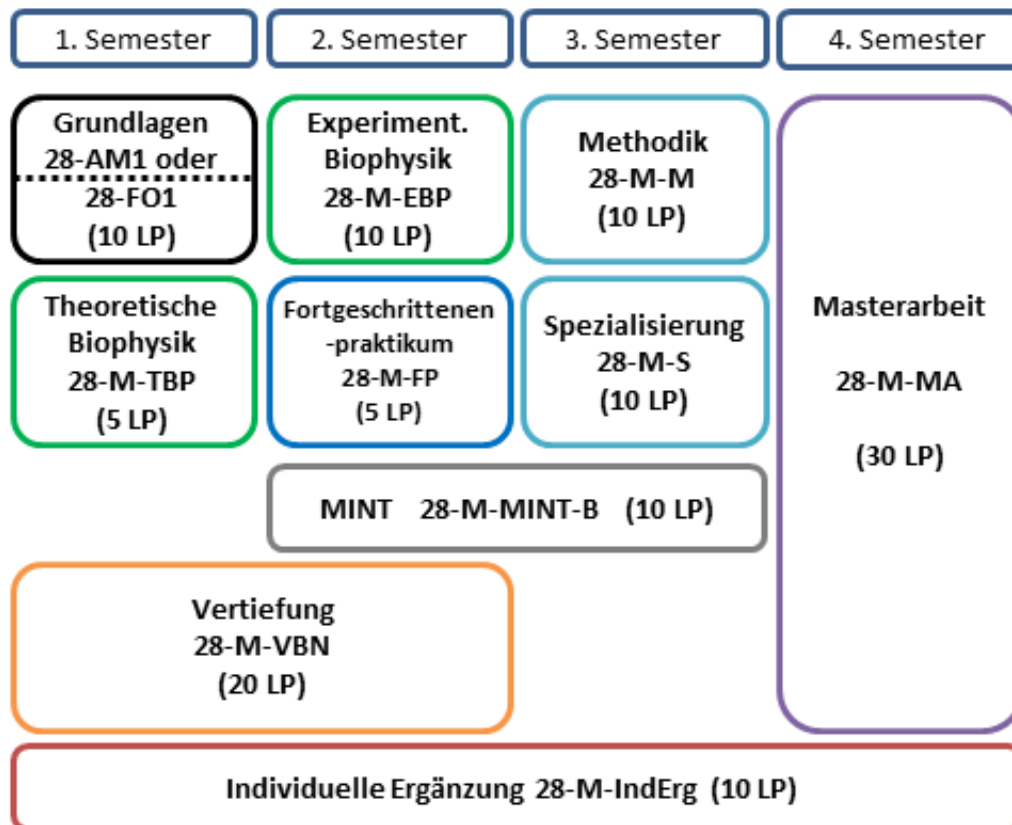 1. Semester
2. Semester
3. Semester
4. Semester
Grundlagen
28-AM1 oder
28-FO1
(10 LP)
Experiment.
Biophysik
28-M-EBP
(10 LP)
Methodik
28-M-M
(10 LP)
Masterarbeit
28-M-MA
(30 LP)
Theoretische
Biophysik
28-M-TBP
(5 LP)
Fortgeschrittenen
-praktikum
28-M-FP
(5 LP)
Spezialisierung
28-M-S
(10 LP)
MINT 28-M-MINT-B (10 LP)
Vertiefung
28-M-VBN
(20 LP)
Individuelle Ergänzung 28-M-IndErg (10 LP)